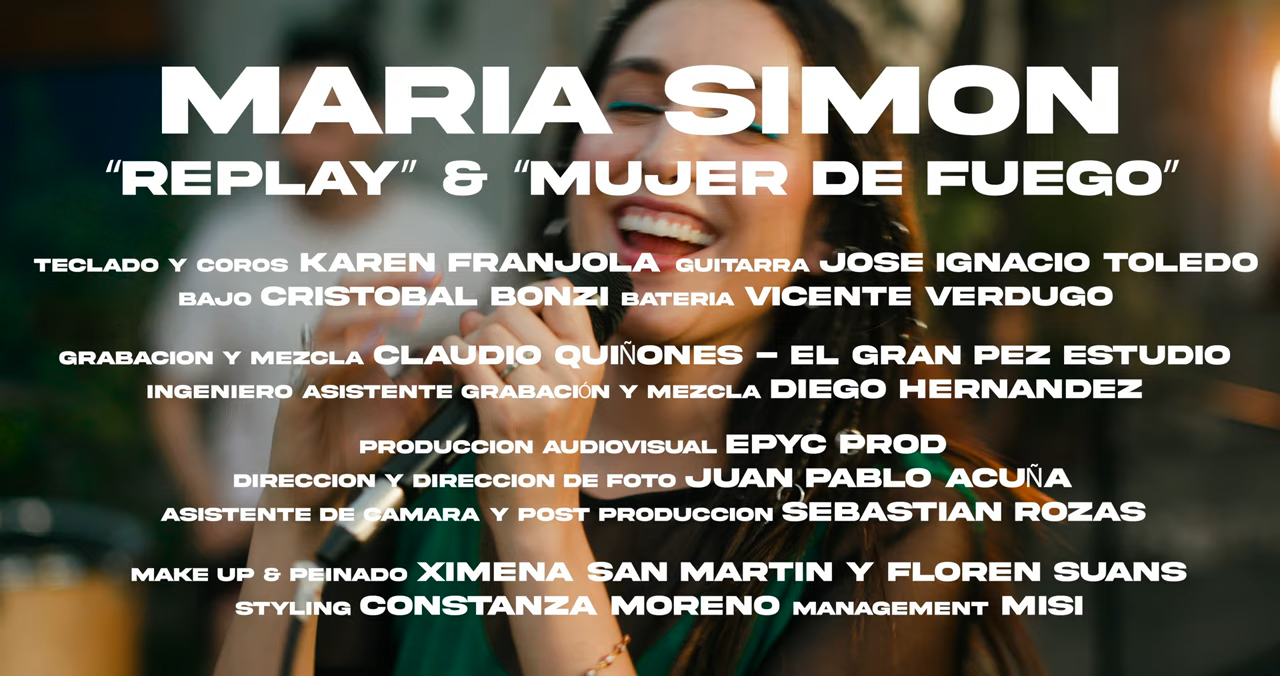 MARIA SIMON
“REPLAY” & “MUJER DE FUEGO”
TECLADO Y COROS KAREN FRANJOLA GUITARRA JOSE IGNACIO TOLEDO
BAJO CRISTOBAL BONZI BATERIA VICENTE VERDUGO
GRABACION Y MEZCLA CLAUDIO QUIÑONES – EL GRAN PEZ ESTUDIO
INGENIERO ASISTENTE GRABACIÓN Y MEZCLA DIEGO HERNANDEZ
PRODUCCION AUDIOVISUAL EPYC PROD
DIRECCION Y DIRECCION DE FOTO JUAN PABLO ACUÑA
ASISTENTE DE CAMARA Y POST PRODUCCION SEBASTIAN ROZAS
MAKE UP & PEINADO XIMENA SAN MARTIN Y FLOREN SUANS
STYLING CONSTANZA MORENO MANAGEMENT MISI